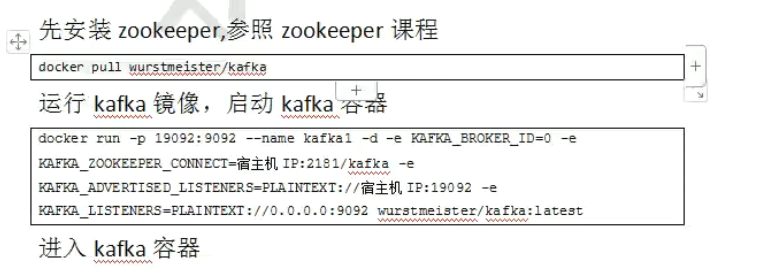 先安装 zookeeper,参照 zookeeper 课程
docker pull wurstmeister/kafka
运行 kafka 镜像，启动 kafka 容器
docker run -p 19092:9092 --name kafka1 -d -e KAFKA_BROKER_ID=0 -e
KAFKA_ZOOKEEPER_CONNECT=宿主机 IP:2181/kafka -e
KAFKA_ADVERTISED_LISTENERS=PLAINTEXT://宿主机 IP:19092 -e
KAFKA_LISTENERS=PLAINTEXT://0.0.0.0:9092 wurstmeister/kafka:latest
进入 kafka 容器